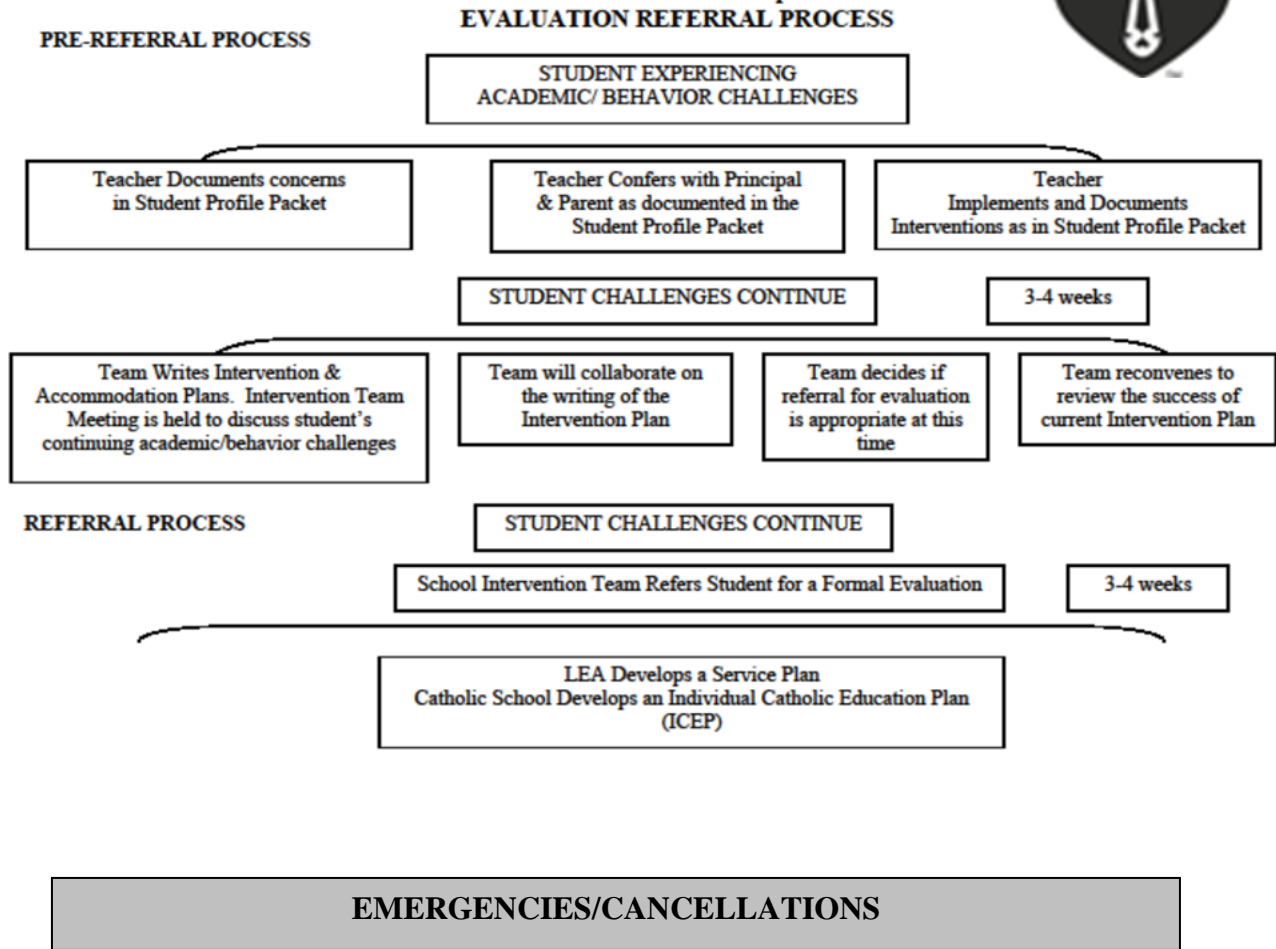 EVALUATION REFERRAL PROCESS
PRE-REFERRAL PROCESS
STUDENT EXPERIENCING
ACADEMIC/ BEHAVIOR CHALLENGES
Teacher Documents concerns
in Student Profile Packet
Teacher Confers with Principal
& Parent as documented in the
Student Profile Packet
Teacher
Implements and Documents
Interventions as in Student Profile Packet
STUDENT CHALLENGES CONTINUE
3-4 weeks
Team Writes Intervention &
Accommodation Plans.  Intervention Team
Meeting is held to discuss student's
continuing academic/behavior challenges
Team will collaborate on
the writing of the
Intervention Plan
Team decides if
referral for evaluation
is appropriate at this
time
Team reconvenes to
review the success of
current Intervention Plan
REFERRAL PROCESS
STUDENT CHALLENGES CONTINUE
School Intervention Team Refers Student for a Formal Evaluation
3-4 weeks
LEA Develops a Service Plan
Catholic School Develops an Individual Catholic Education Plan
(ICEP)
EMERGENCIES/CANCELLATIONS